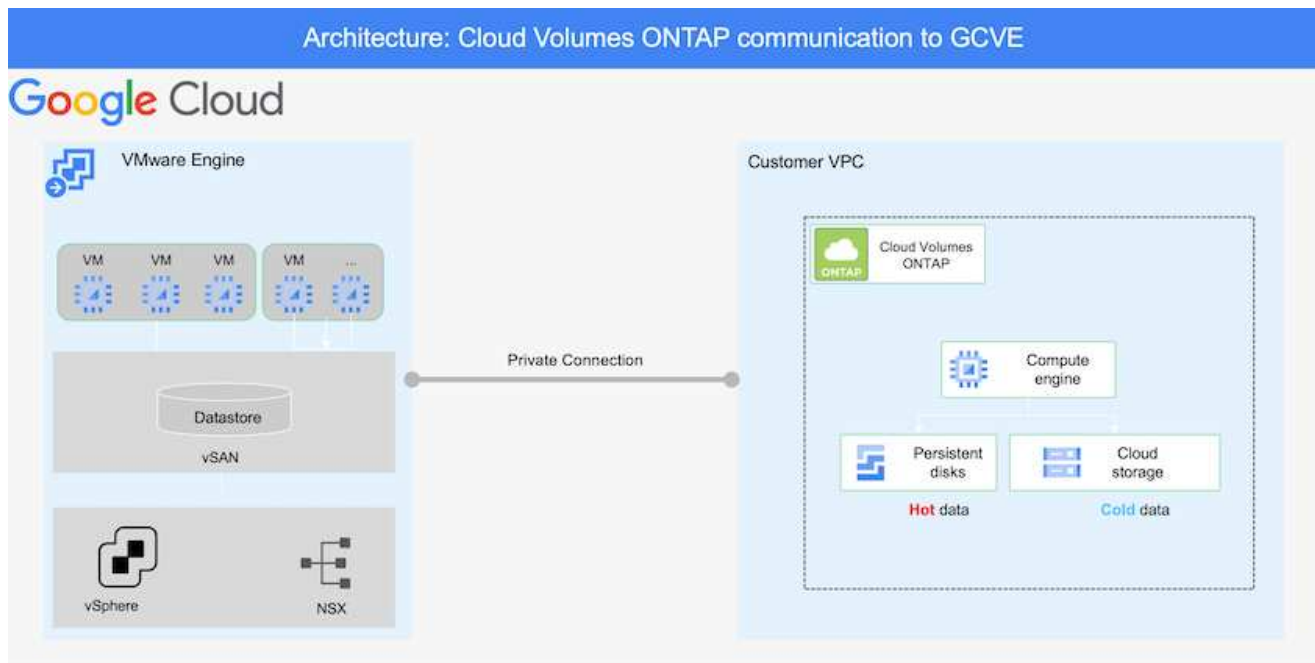 Architecture: Cloud Volumes ONTAP communication to GCVE
Google Cloud
VMware Engine
VM VM VM VM ...
Datastore
vSAN
vSphere
NSX
Private Connection
Customer VPC
ONTAP
Cloud Volumes
ONTAP
Compute
engine
Persistent
disks
Hot data
Cloud
storage
Cold data